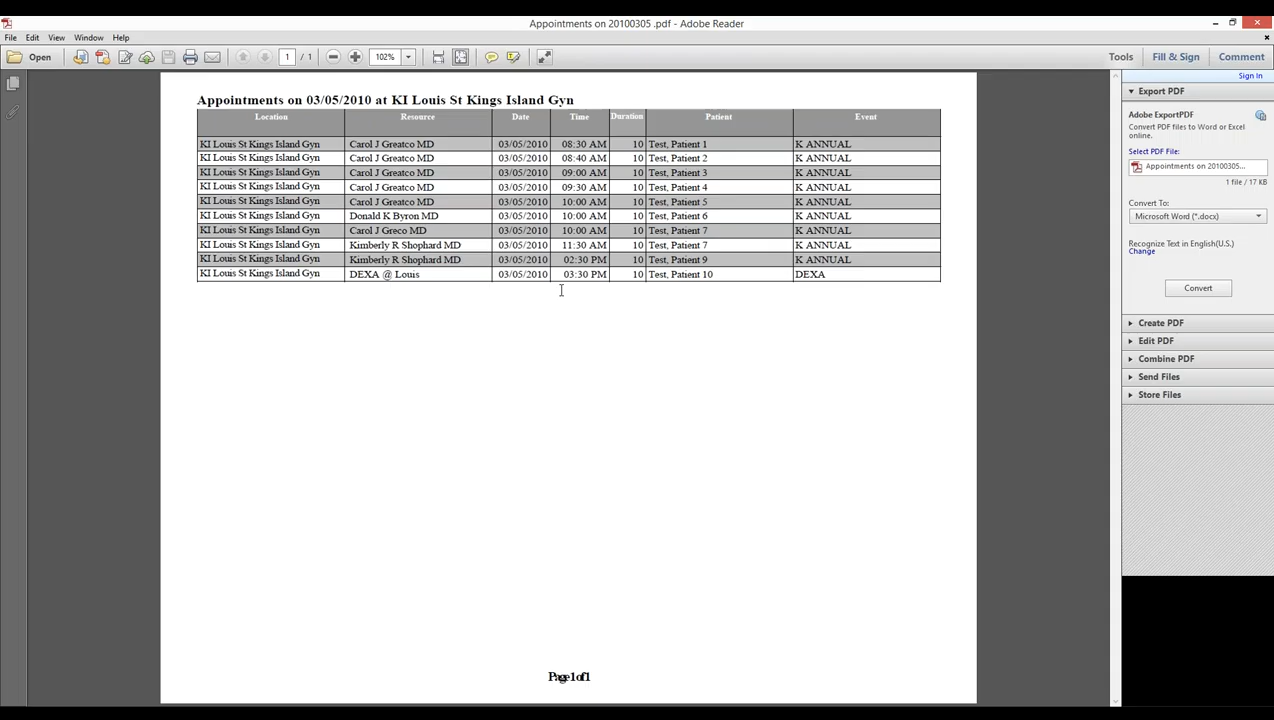 Appointments on 20100305 .pdf - Adobe Reader
File Edit View Window Help
Open 1 / 1 102% Tools Fill & Sign Comment
Sign In
Appointments on 03/05/2010 at KI Louis St Kings Island Gyn
Location Resource Date Time Duration Patient Event
KI Louis St Kings Island Gyn Carol J Greatco MD 03/05/2010 08:30 AM 10 Test, Patient 1 K ANNUAL
KI Louis St Kings Island Gyn Carol J Greatco MD 03/05/2010 08:40 AM 10 Test, Patient 2 K ANNUAL
KI Louis St Kings Island Gyn Carol J Greatco MD 03/05/2010 09:00 AM 10 Test, Patient 3 K ANNUAL
KI Louis St Kings Island Gyn Carol J Greatco MD 03/05/2010 09:30 AM 10 Test, Patient 4 K ANNUAL
KI Louis St Kings Island Gyn Carol J Greatco MD 03/05/2010 10:00 AM 10 Test, Patient 5 K ANNUAL
KI Louis St Kings Island Gyn Donald K Byron MD 03/05/2010 10:00 AM 10 Test, Patient 6 K ANNUAL
KI Louis St Kings Island Gyn Carol J Greco MD 03/05/2010 10:00 AM 10 Test, Patient 7 K ANNUAL
KI Louis St Kings Island Gyn Kimberly R Shophard MD 03/05/2010 11:30 AM 10 Test, Patient 7 K ANNUAL
KI Louis St Kings Island Gyn Kimberly R Shophard MD 03/05/2010 02:30 PM 10 Test, Patient 9 K ANNUAL
KI Louis St Kings Island Gyn DEXA @ Louis 03/05/2010 03:30 PM 10 Test, Patient 10 DEXA
Page 1 of 1
Export PDF
Adobe ExportPDF
Convert PDF files to Word or Excel
online.
Select PDF File:
Appointments on 20100305...
1 file / 17 KB
Convert To:
Microsoft Word (*.docx)
Recognize Text in English(U.S.)
Change
Convert
Create PDF
Edit PDF
Combine PDF
Send Files
Store Files